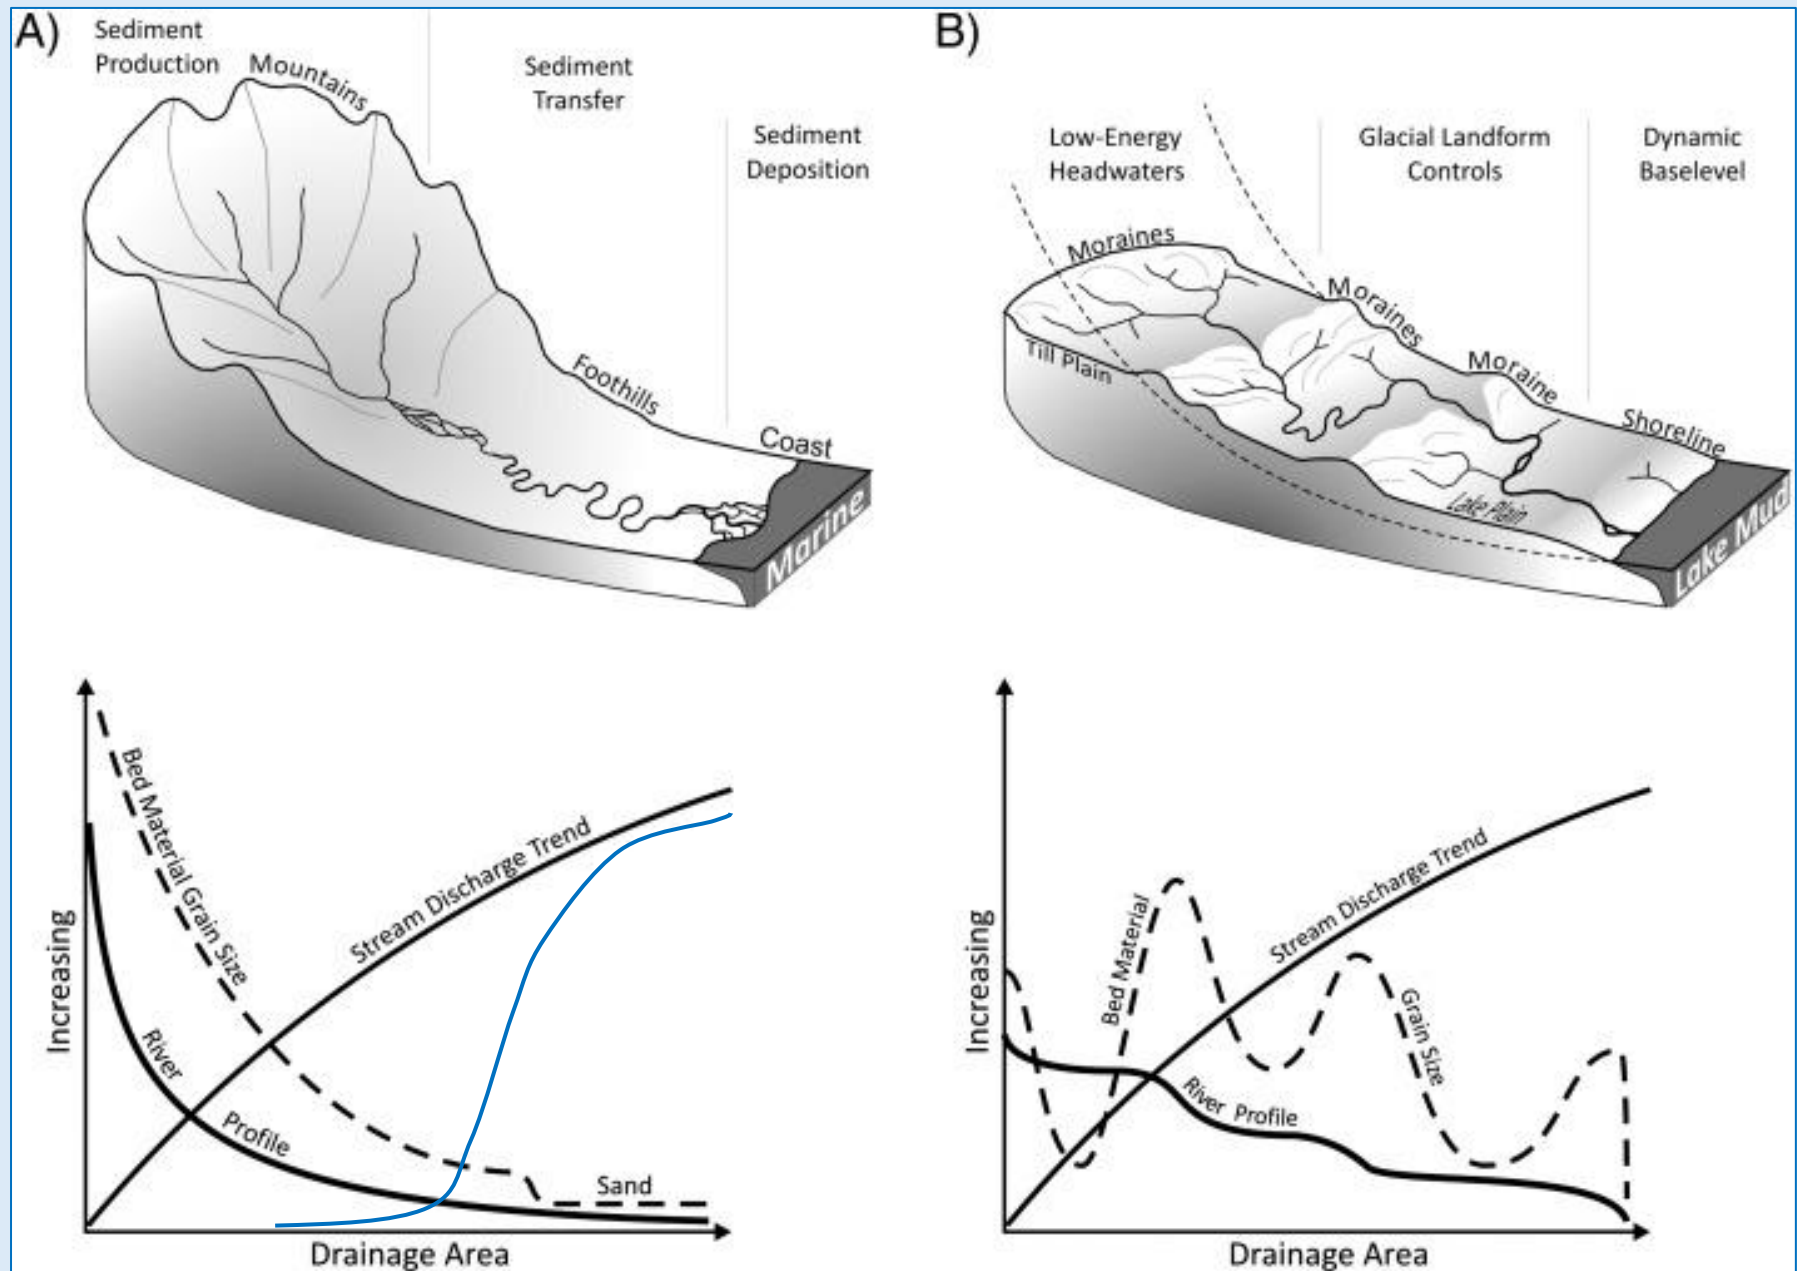 A)
Sediment
Production
Mountains
Sediment
Transfer
Sediment
Deposition
Foothills
Coast
Marine
B)
Low-Energy
Headwaters
Glacial Landform
Controls
Dynamic
Baselevel
Moraines
Till Plain
Moraines
Moraine
Shoreline
Lake Plain
Lake Mud
Increasing
Bed Material Grain Size
River
Profile
Stream Discharge Trend
Sand
Drainage Area
Increasing
Bed Material
Grain Size
Stream Discharge Trend
River Profile
Drainage Area